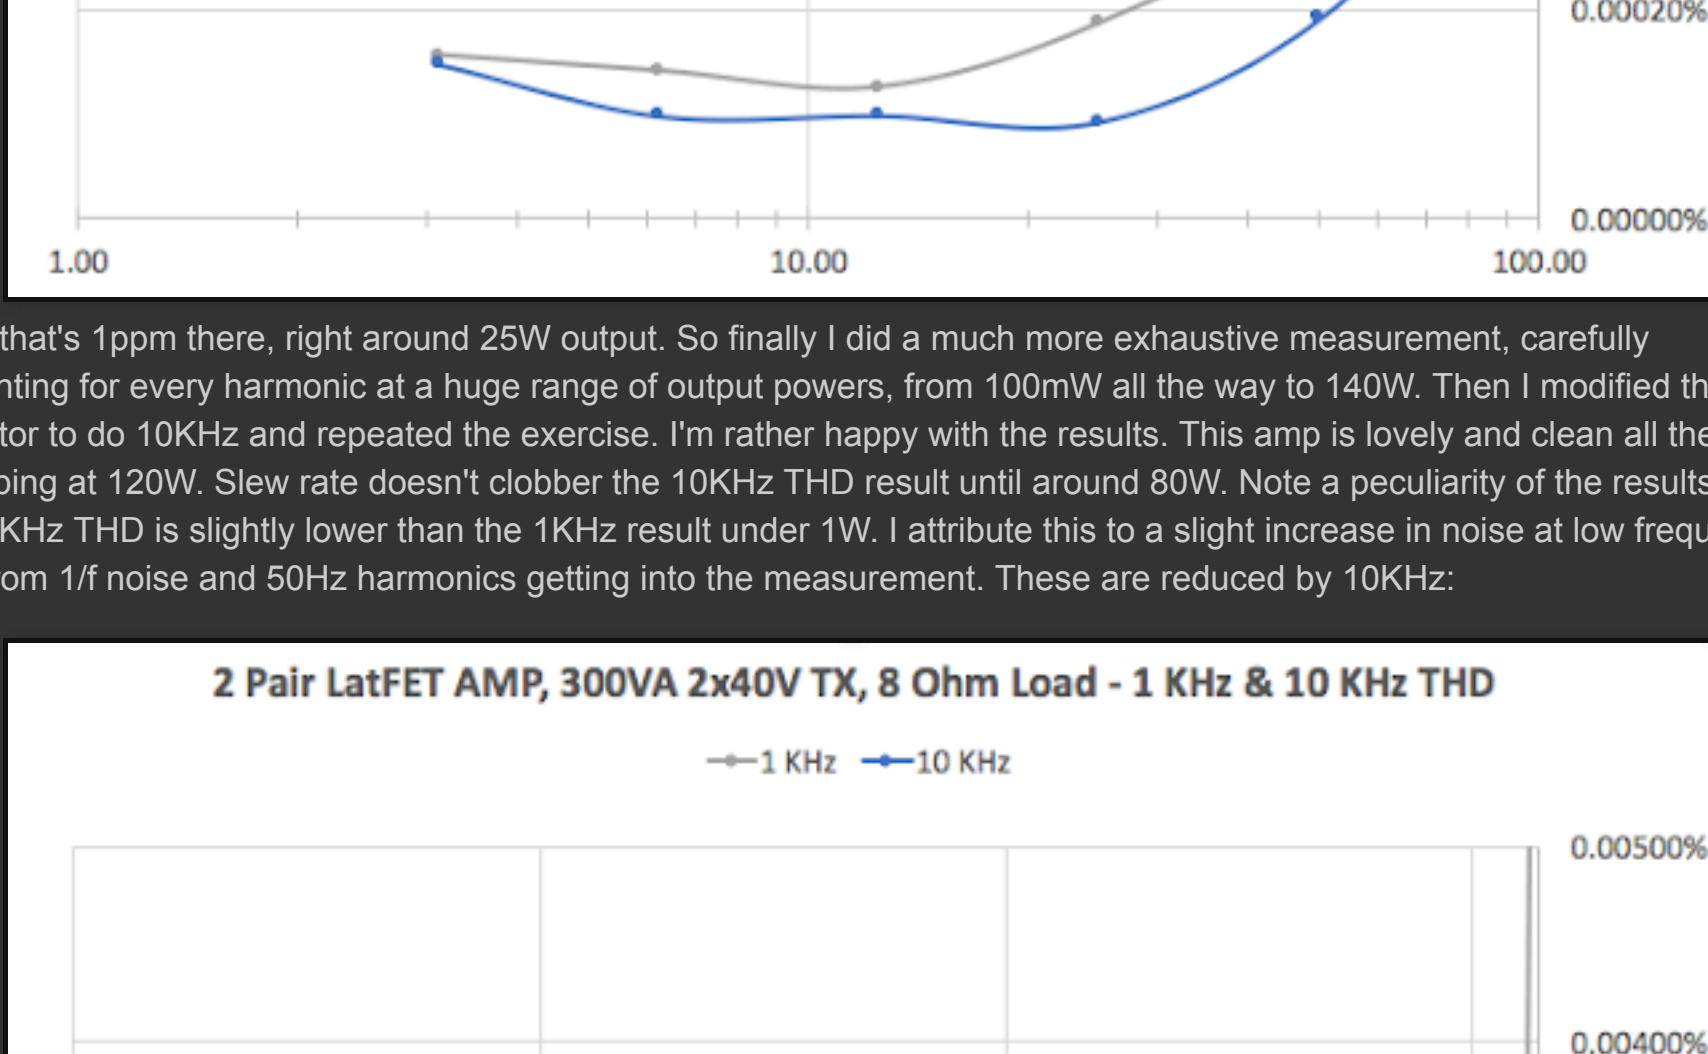 0.00020%
0.00000%
1.00 10.00 100.00
that's 1ppm there, right around 25W output. So finally I did a much more exhaustive measurement, carefully
nting for every harmonic at a huge range of output powers, from 100mW all the way to 140W. Then I modified th
tor to do 10KHz and repeated the exercise. I'm rather happy with the results. This amp is lovely and clean all the
ping at 120W. Slew rate doesn't clobber the 10KHz THD result until around 80W. Note a peculiarity of the results
KHz THD is slightly lower than the 1KHz result under 1W. I attribute this to a slight increase in noise at low frequ
om 1/f noise and 50Hz harmonics getting into the measurement. These are reduced by 10KHz:
2 Pair LatFET AMP, 300VA 2x40V TX, 8 Ohm Load - 1 KHz & 10 KHz THD
1 KHz 10 KHz
0.00500%
0.00400%